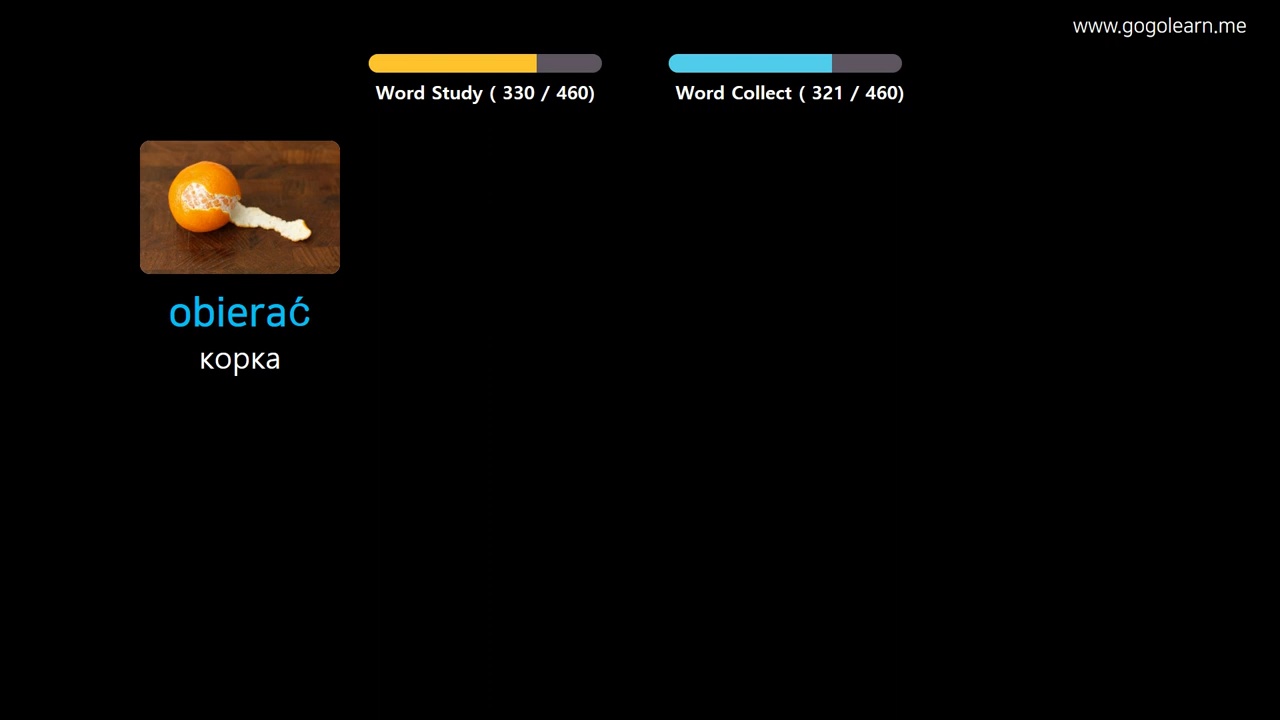 www.gogolearn.me
Word Study ( 330 / 460)
Word Collect ( 321 / 460)
obierać
корка